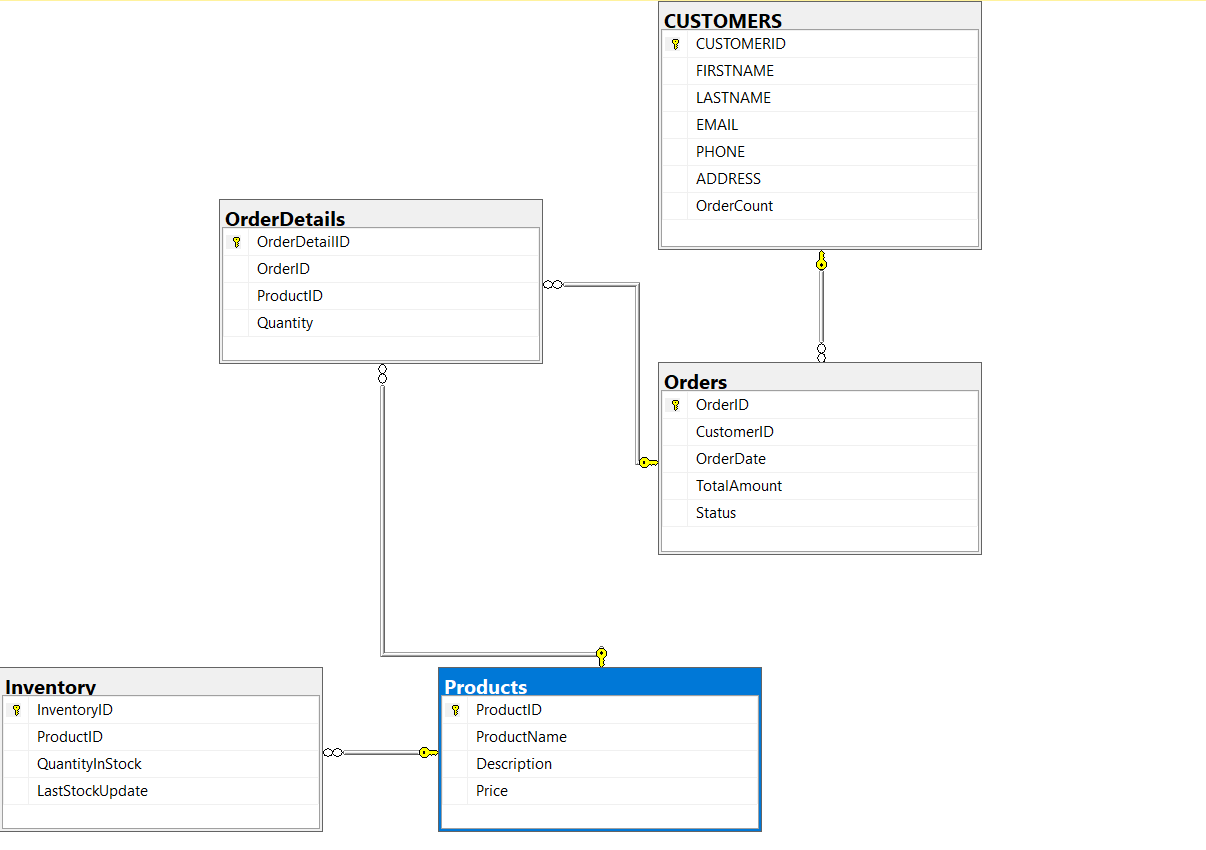 CUSTOMERS
CUSTOMERID
FIRSTNAME
LASTNAME
EMAIL
PHONE
ADDRESS
OrderCount
OrderDetails
OrderDetailID
OrderID
ProductID
Quantity
Orders
OrderID
CustomerID
OrderDate
TotalAmount
Status
Inventory
InventoryID
ProductID
QuantityInStock
LastStockUpdate
Products
ProductID
ProductName
Description
Price